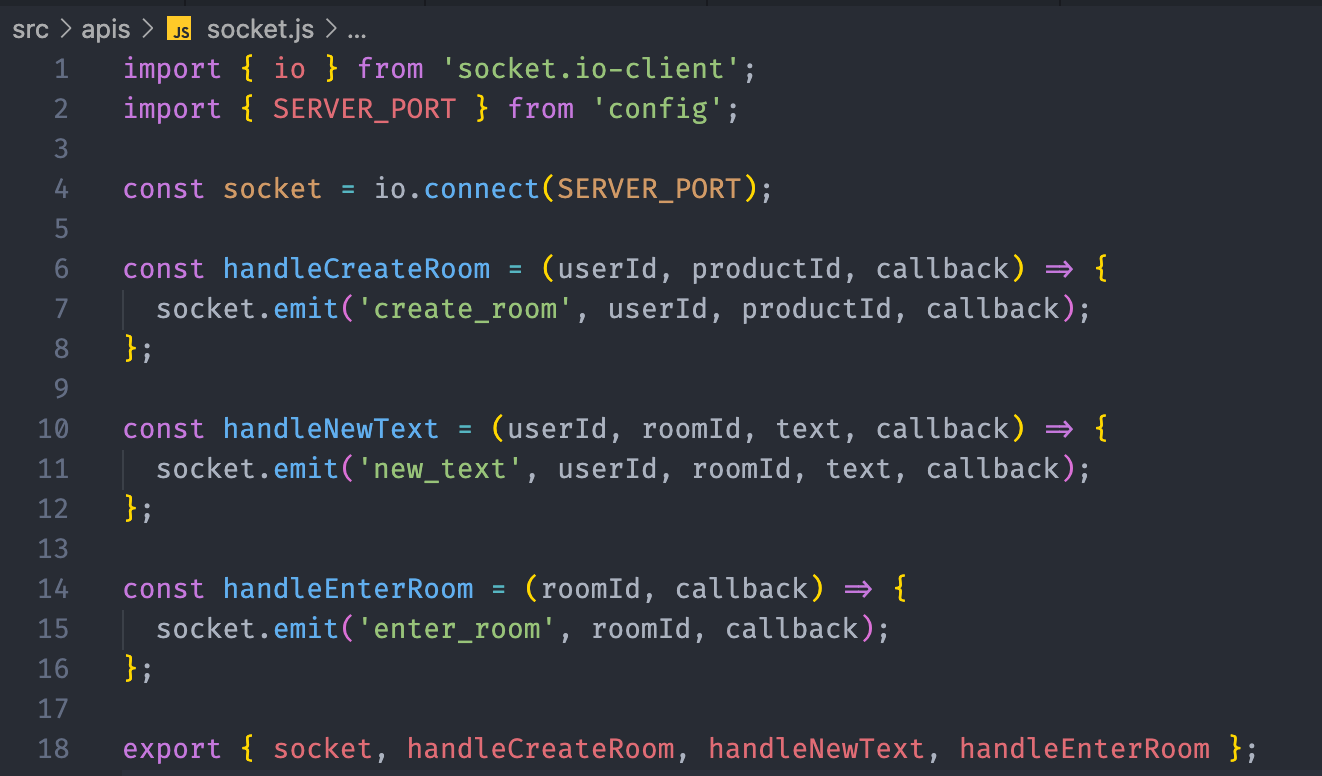 src > apis > JS socket.js > ...
1 import { io } from 'socket.io-client';
2 import { SERVER_PORT } from 'config';
3
4 const socket = io.connect(SERVER_PORT);
5
6 const handleCreateRoom = (userId, productId, callback) => {
7   socket.emit('create_room', userId, productId, callback);
8 };
9
10 const handleNewText = (userId, roomId, text, callback) => {
11   socket.emit('new_text', userId, roomId, text, callback);
12 };
13
14 const handleEnterRoom = (roomId, callback) => {
15   socket.emit('enter_room', roomId, callback);
16 };
17
18 export { socket, handleCreateRoom, handleNewText, handleEnterRoom };